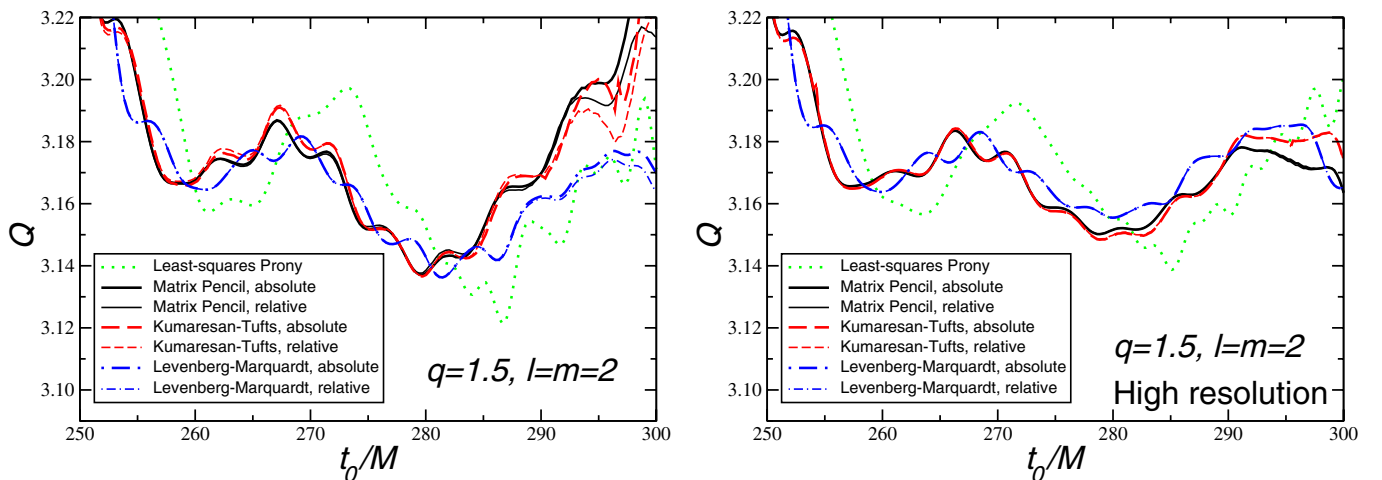 3.22
3.20
3.18
3.16
3.14
3.12
3.10
Q
Least-squares Prony
Matrix Pencil, absolute
Matrix Pencil, relative
Kumaresan-Tufts, absolute
Kumaresan-Tufts, relative
Levenberg-Marquardt, absolute
Levenberg-Marquardt, relative
q=1.5, l=m=2
250 260 270 280 290 300
t0/M
3.22
3.20
3.18
3.16
3.14
3.12
3.10
Q
Least-squares Prony
Matrix Pencil, absolute
Matrix Pencil, relative
Kumaresan-Tufts, absolute
Kumaresan-Tufts, relative
Levenberg-Marquardt, absolute
Levenberg-Marquardt, relative
q=1.5, l=m=2
High resolution
250 260 270 280 290 300
t0/M